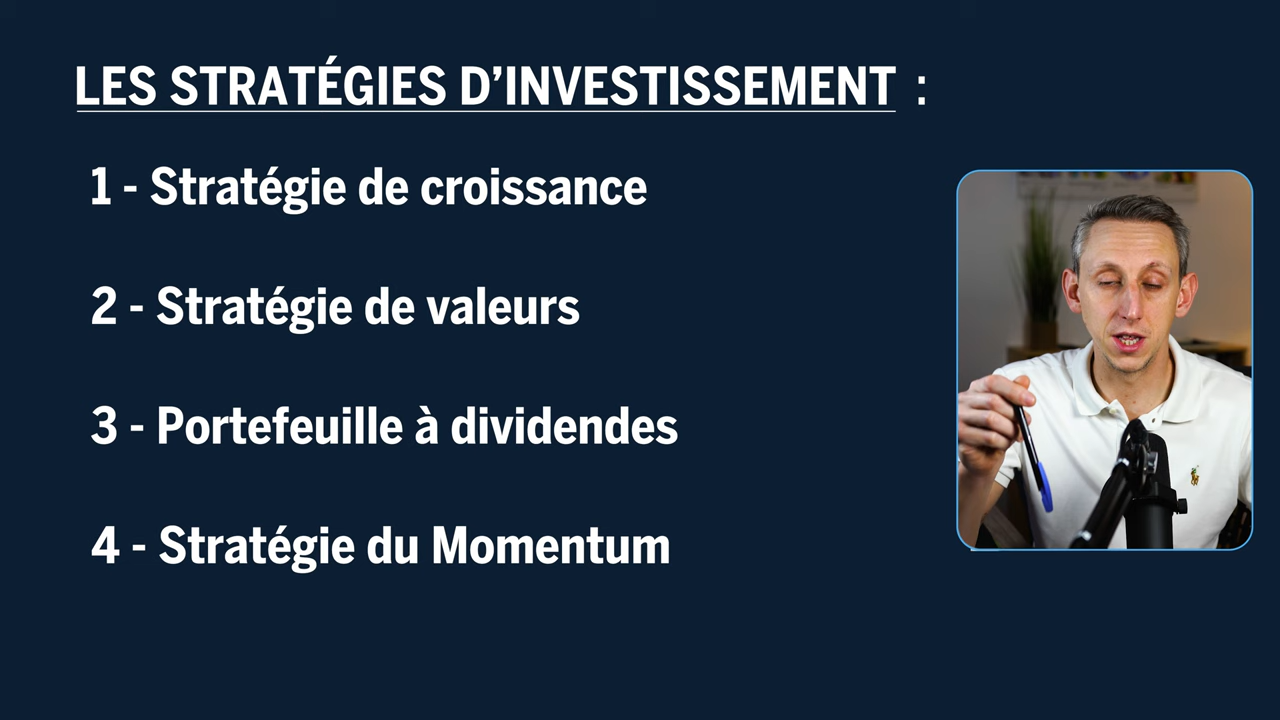 LES STRATÉGIES D’INVESTISSEMENT :
1 - Stratégie de croissance
2 - Stratégie de valeurs
3 - Portefeuille à dividendes
4 - Stratégie du Momentum